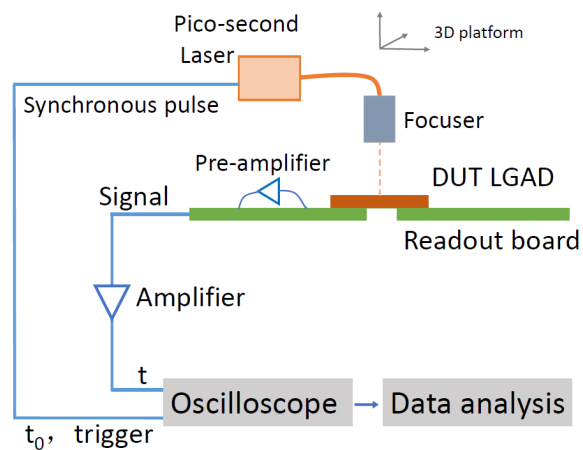 Pico-second
Laser
3D platform
Synchronous pulse
Focuser
Pre-amplifier
DUT LGAD
Signal
Readout board
Amplifier
t
Oscilloscope
Data analysis
t₀, trigger